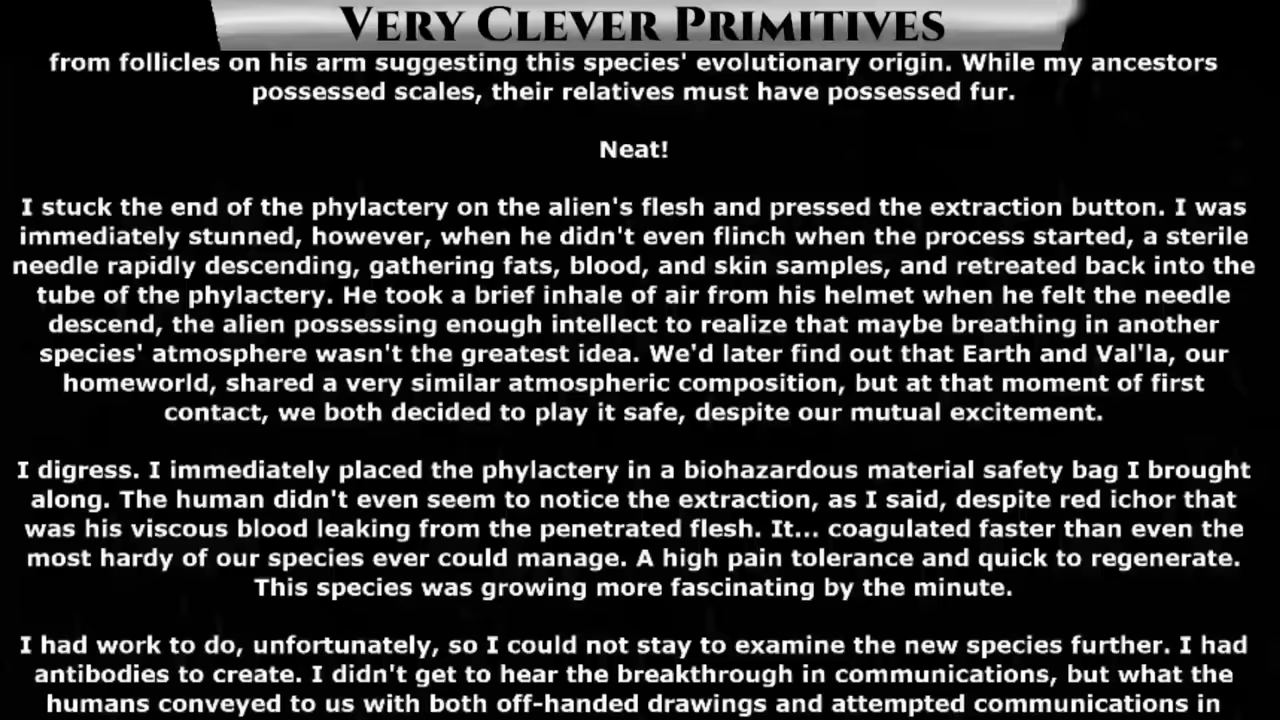 VERY CLEVER PRIMITIVES
from follicles on his arm suggesting this species' evolutionary origin. While my ancestors
possessed scales, their relatives must have possessed fur.
Neat!
I stuck the end of the phylactery on the alien's flesh and pressed the extraction button. I was
immediately stunned, however, when he didn't even flinch when the process started, a sterile
needle rapidly descending, gathering fats, blood, and skin samples, and retreated back into the
tube of the phylactery. He took a brief inhale of air from his helmet when he felt the needle
descend, the alien possessing enough intellect to realize that maybe breathing in another
species' atmosphere wasn't the greatest idea. We'd later find out that Earth and Val'la, our
homeworld, shared a very similar atmospheric composition, but at that moment of first
contact, we both decided to play it safe, despite our mutual excitement.
I digress. I immediately placed the phylactery in a biohazardous material safety bag I brought
along. The human didn't even seem to notice the extraction, as I said, despite red ichor that
was his viscous blood leaking from the penetrated flesh. It... coagulated faster than even the
most hardy of our species ever could manage. A high pain tolerance and quick to regenerate.
This species was growing more fascinating by the minute.
I had work to do, unfortunately, so I could not stay to examine the new species further. I had
antibodies to create. I didn't get to hear the breakthrough in communications, but what the
humans conveyed to us with both off-handed drawings and attempted communications in